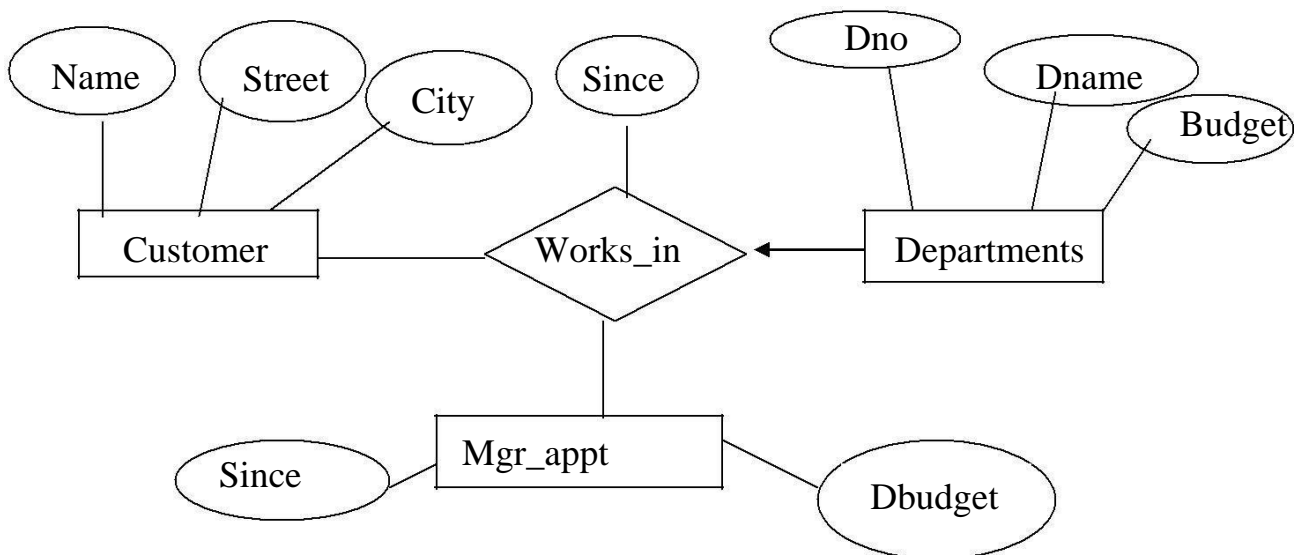 Name
Street
City
Since
Dno
Dname
Budget
Customer
Works_in
Departments
Since
Mgr_appt
Dbudget